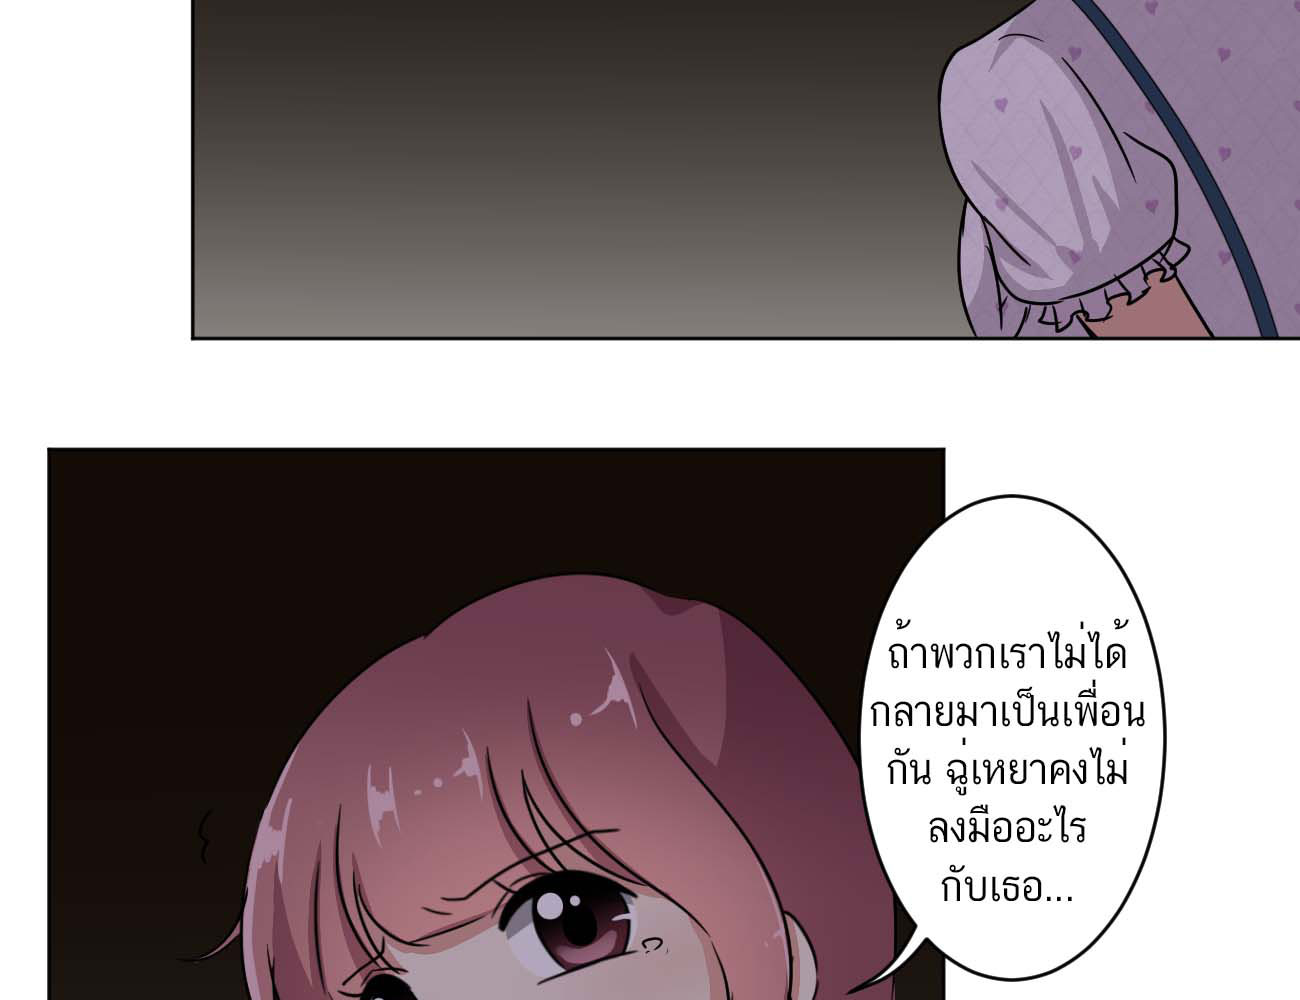 ถ้าพวกเราไม่ได้
กลายมาเป็นเพื่อน
กัน ฉู่เหยาคงไม่
ลงมืออะไร
กับเธอ...